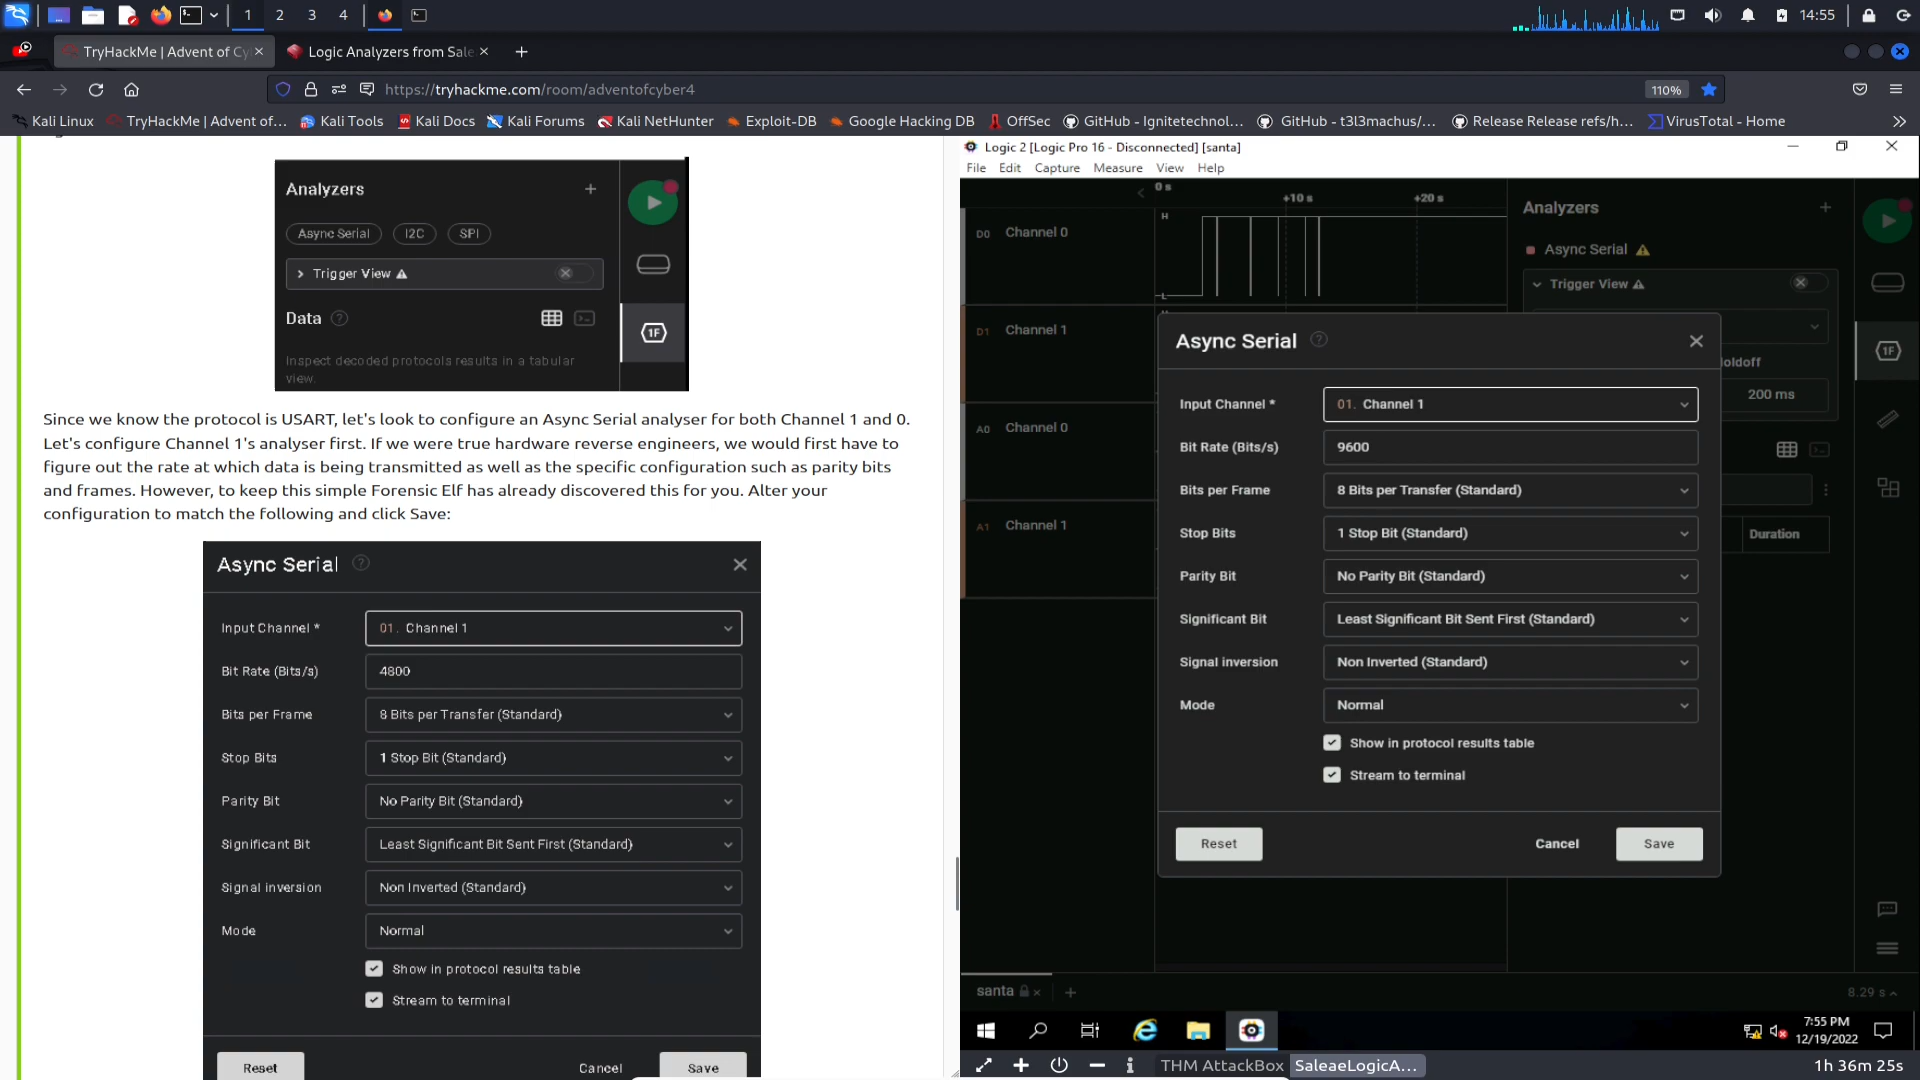 1
2
3
4
14:55
TryHackMe | Advent of Cy
Logic Analyzers from Sale
https://tryhackme.com/room/adventofcyber4
110%
Kali Linux
TryHackMe | Advent of...
Kali Tools
Kali Docs
Kali Forums
Kali NetHunter
Exploit-DB
Google Hacking DB
OffSec
GitHub - Ignitetechnol...
GitHub - t3l3machus/...
Release Release refs/h...
VirusTotal - Home
Analyzers
Async Serial
I2C
SPI
Trigger View
Data
1F
Inspect decoded protocols results in a tabular
view.
Since we know the protocol is USART, let's look to configure an Async Serial analyser for both Channel 1 and 0.
Let's configure Channel 1's analyser first. If we were true hardware reverse engineers, we would first have to
figure out the rate at which data is being transmitted as well as the specific configuration such as parity bits
and frames. However, to keep this simple Forensic Elf has already discovered this for you. Alter your
configuration to match the following and click Save:
Async Serial
Input Channel *
01. Channel 1
Bit Rate (Bits/s)
4800
Bits per Frame
8 Bits per Transfer (Standard)
Stop Bits
1 Stop Bit (Standard)
Parity Bit
No Parity Bit (Standard)
Significant Bit
Least Significant Bit Sent First (Standard)
Signal inversion
Non Inverted (Standard)
Mode
Normal
Show in protocol results table
Stream to terminal
Reset
Cancel
Save
Logic 2 [Logic Pro 16 - Disconnected] [santa]
File
Edit
Capture
Measure
View
Help
0 s
+10 s
+20 s
D0 Channel 0
H
L
D1 Channel 1
A0 Channel 0
A1 Channel 1
Analyzers
Async Serial
Trigger View
oldoff
200 ms
1F
Duration
Async Serial
Input Channel *
01. Channel 1
Bit Rate (Bits/s)
9600
Bits per Frame
8 Bits per Transfer (Standard)
Stop Bits
1 Stop Bit (Standard)
Parity Bit
No Parity Bit (Standard)
Significant Bit
Least Significant Bit Sent First (Standard)
Signal inversion
Non Inverted (Standard)
Mode
Normal
Show in protocol results table
Stream to terminal
Reset
Cancel
Save
santa
8.29 s
7:55 PM
12/19/2022
THM AttackBox
SaleaeLogicA...
1h 36m 25s